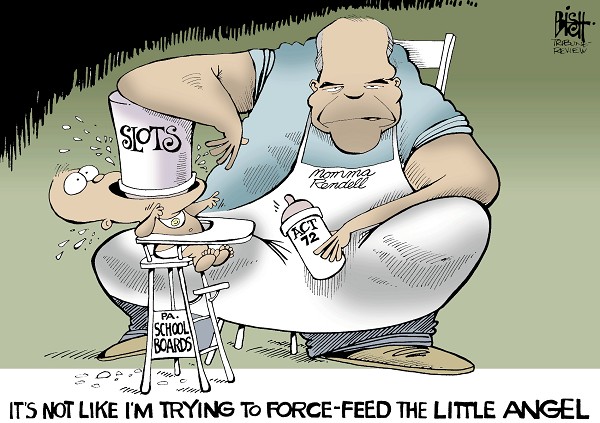 BISH
TRIBUNE-
REVIEW
SLOTS
momma
Rendell
ACT
72
PA.
SCHOOL
BOARDS
IT'S NOT LIKE I'M TRYING TO FORCE-FEED THE LITTLE ANGEL